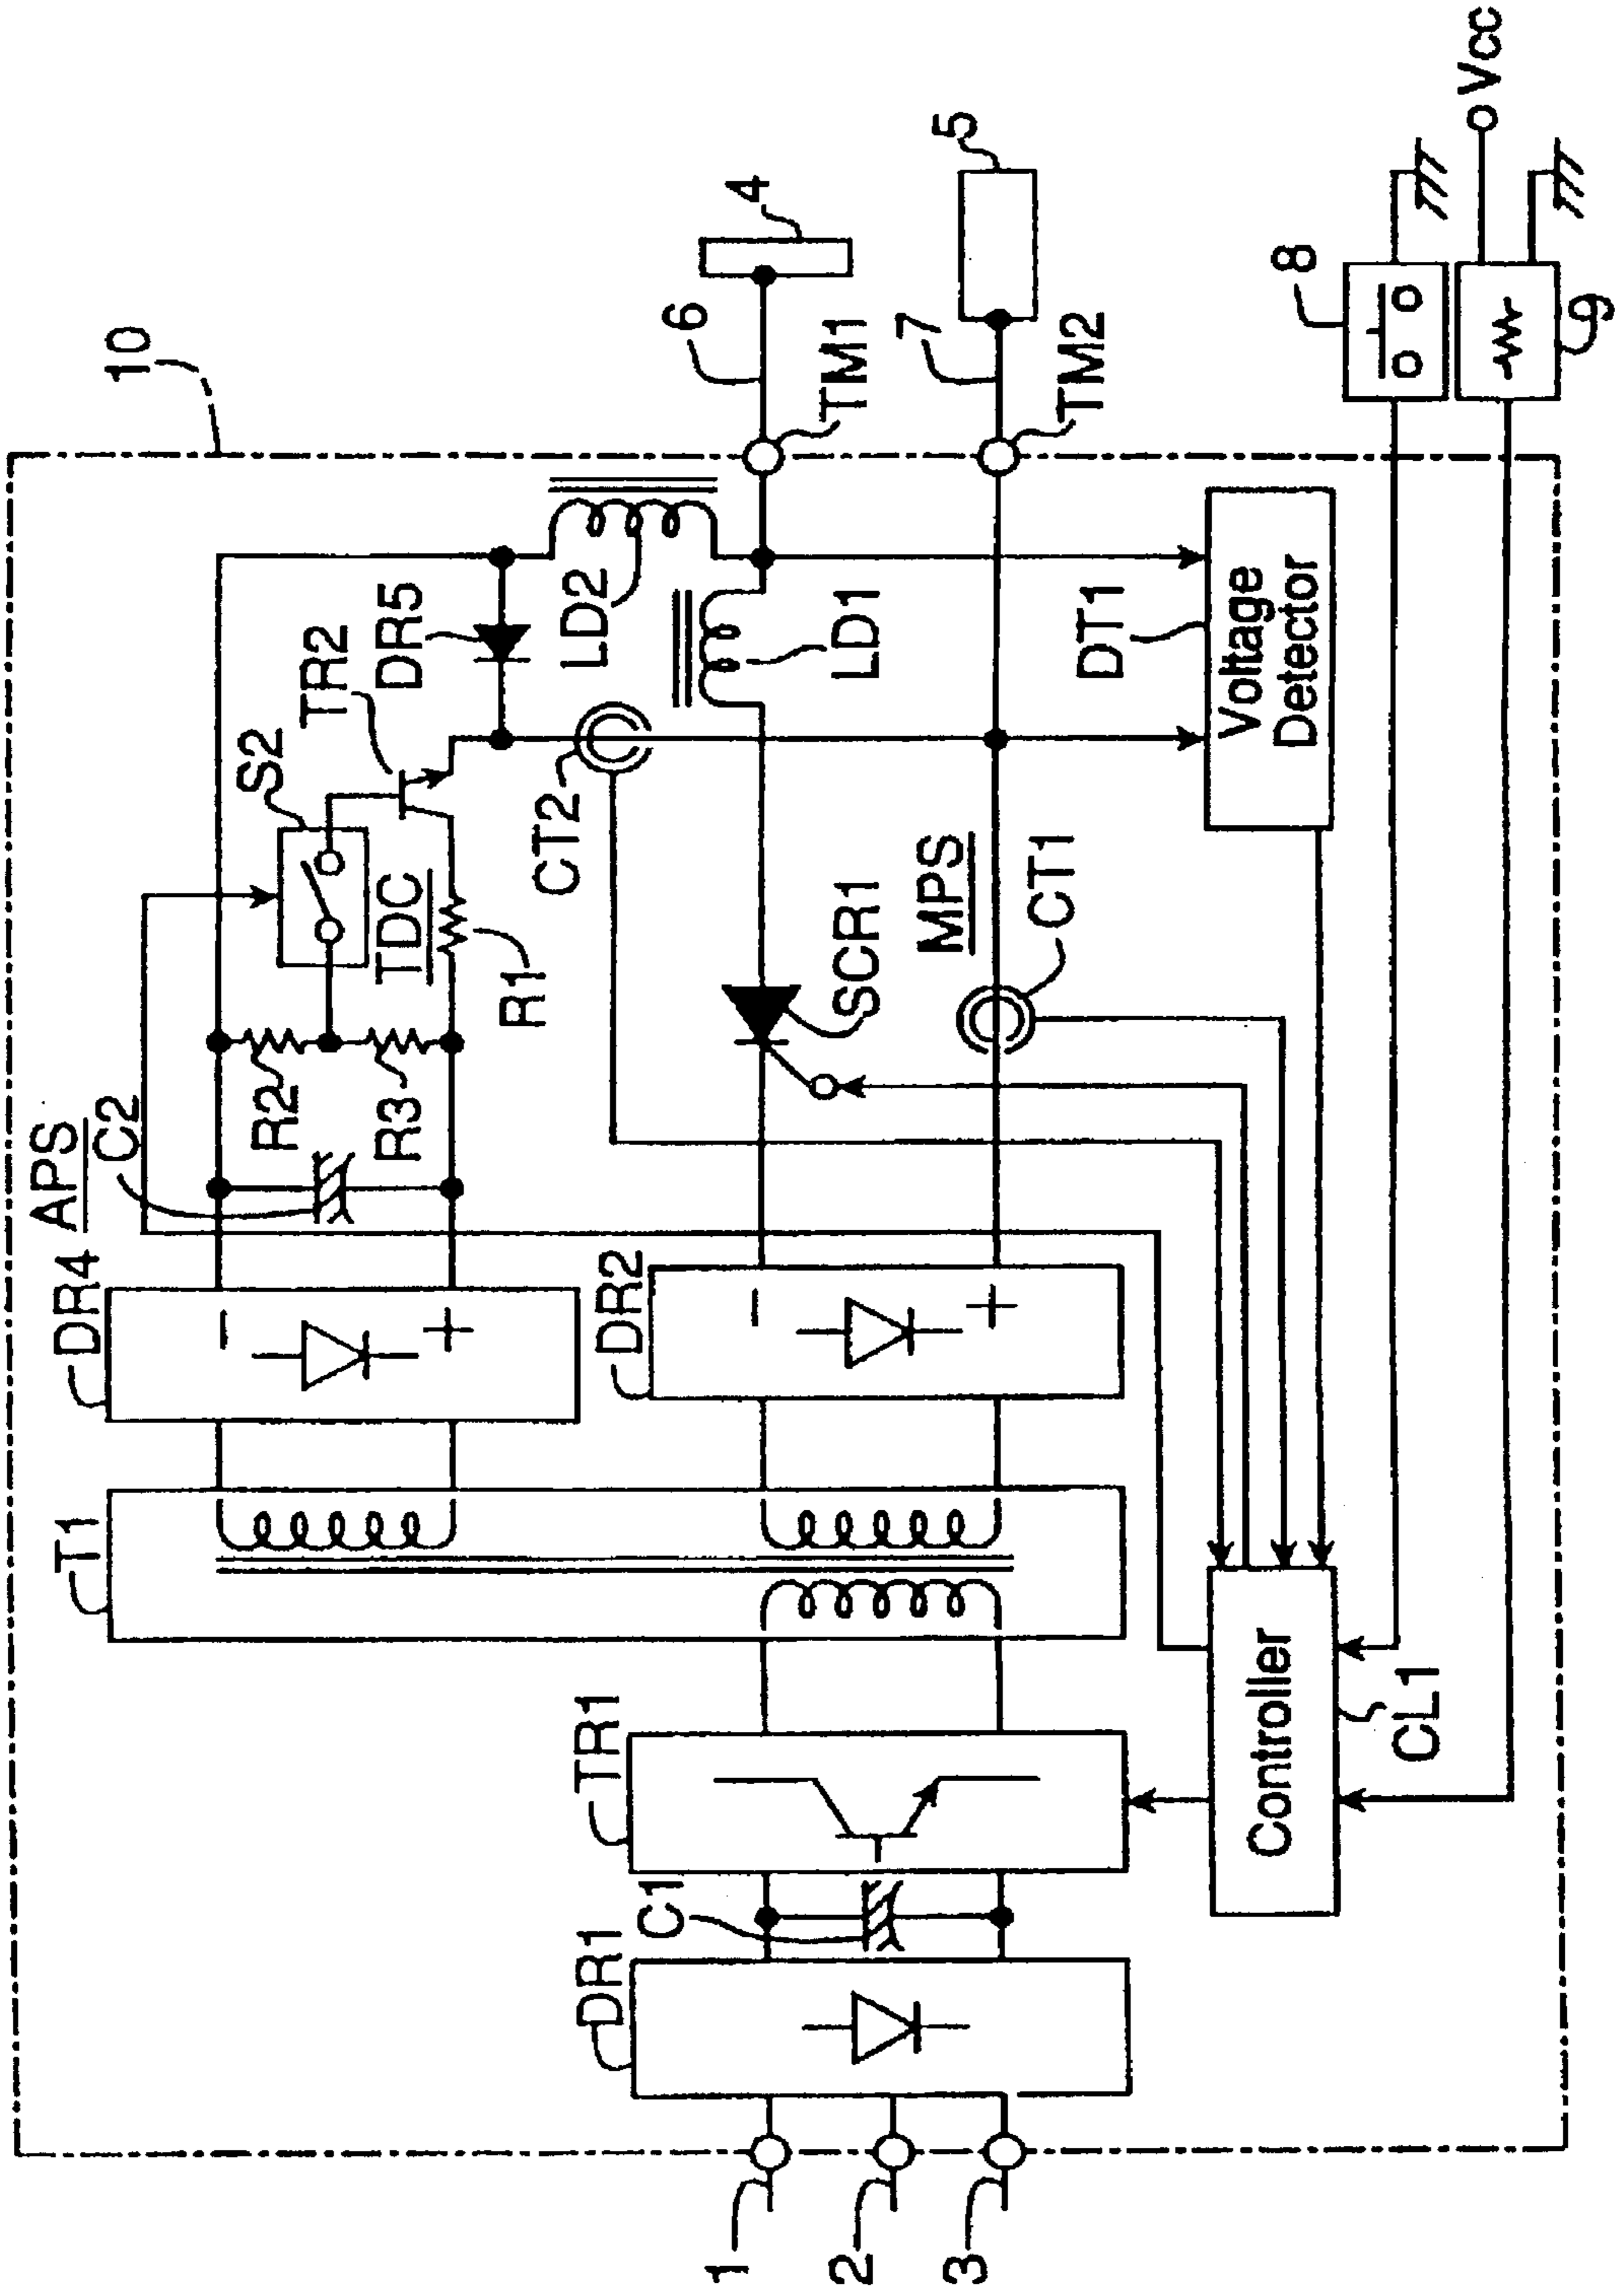 10
APS
C2
DR4
T1
R2
R3
S2
TR2
DR5
TDC
R1
LD2
CT2
LD1
6
4
TM1
5
7
TM2
DR2
−
+
−
+
SCR1
MPS
CT1
DT1
Voltage
Detector
TR1
C1
DR1
1
2
3
Controller
CL1
8
9
Vcc